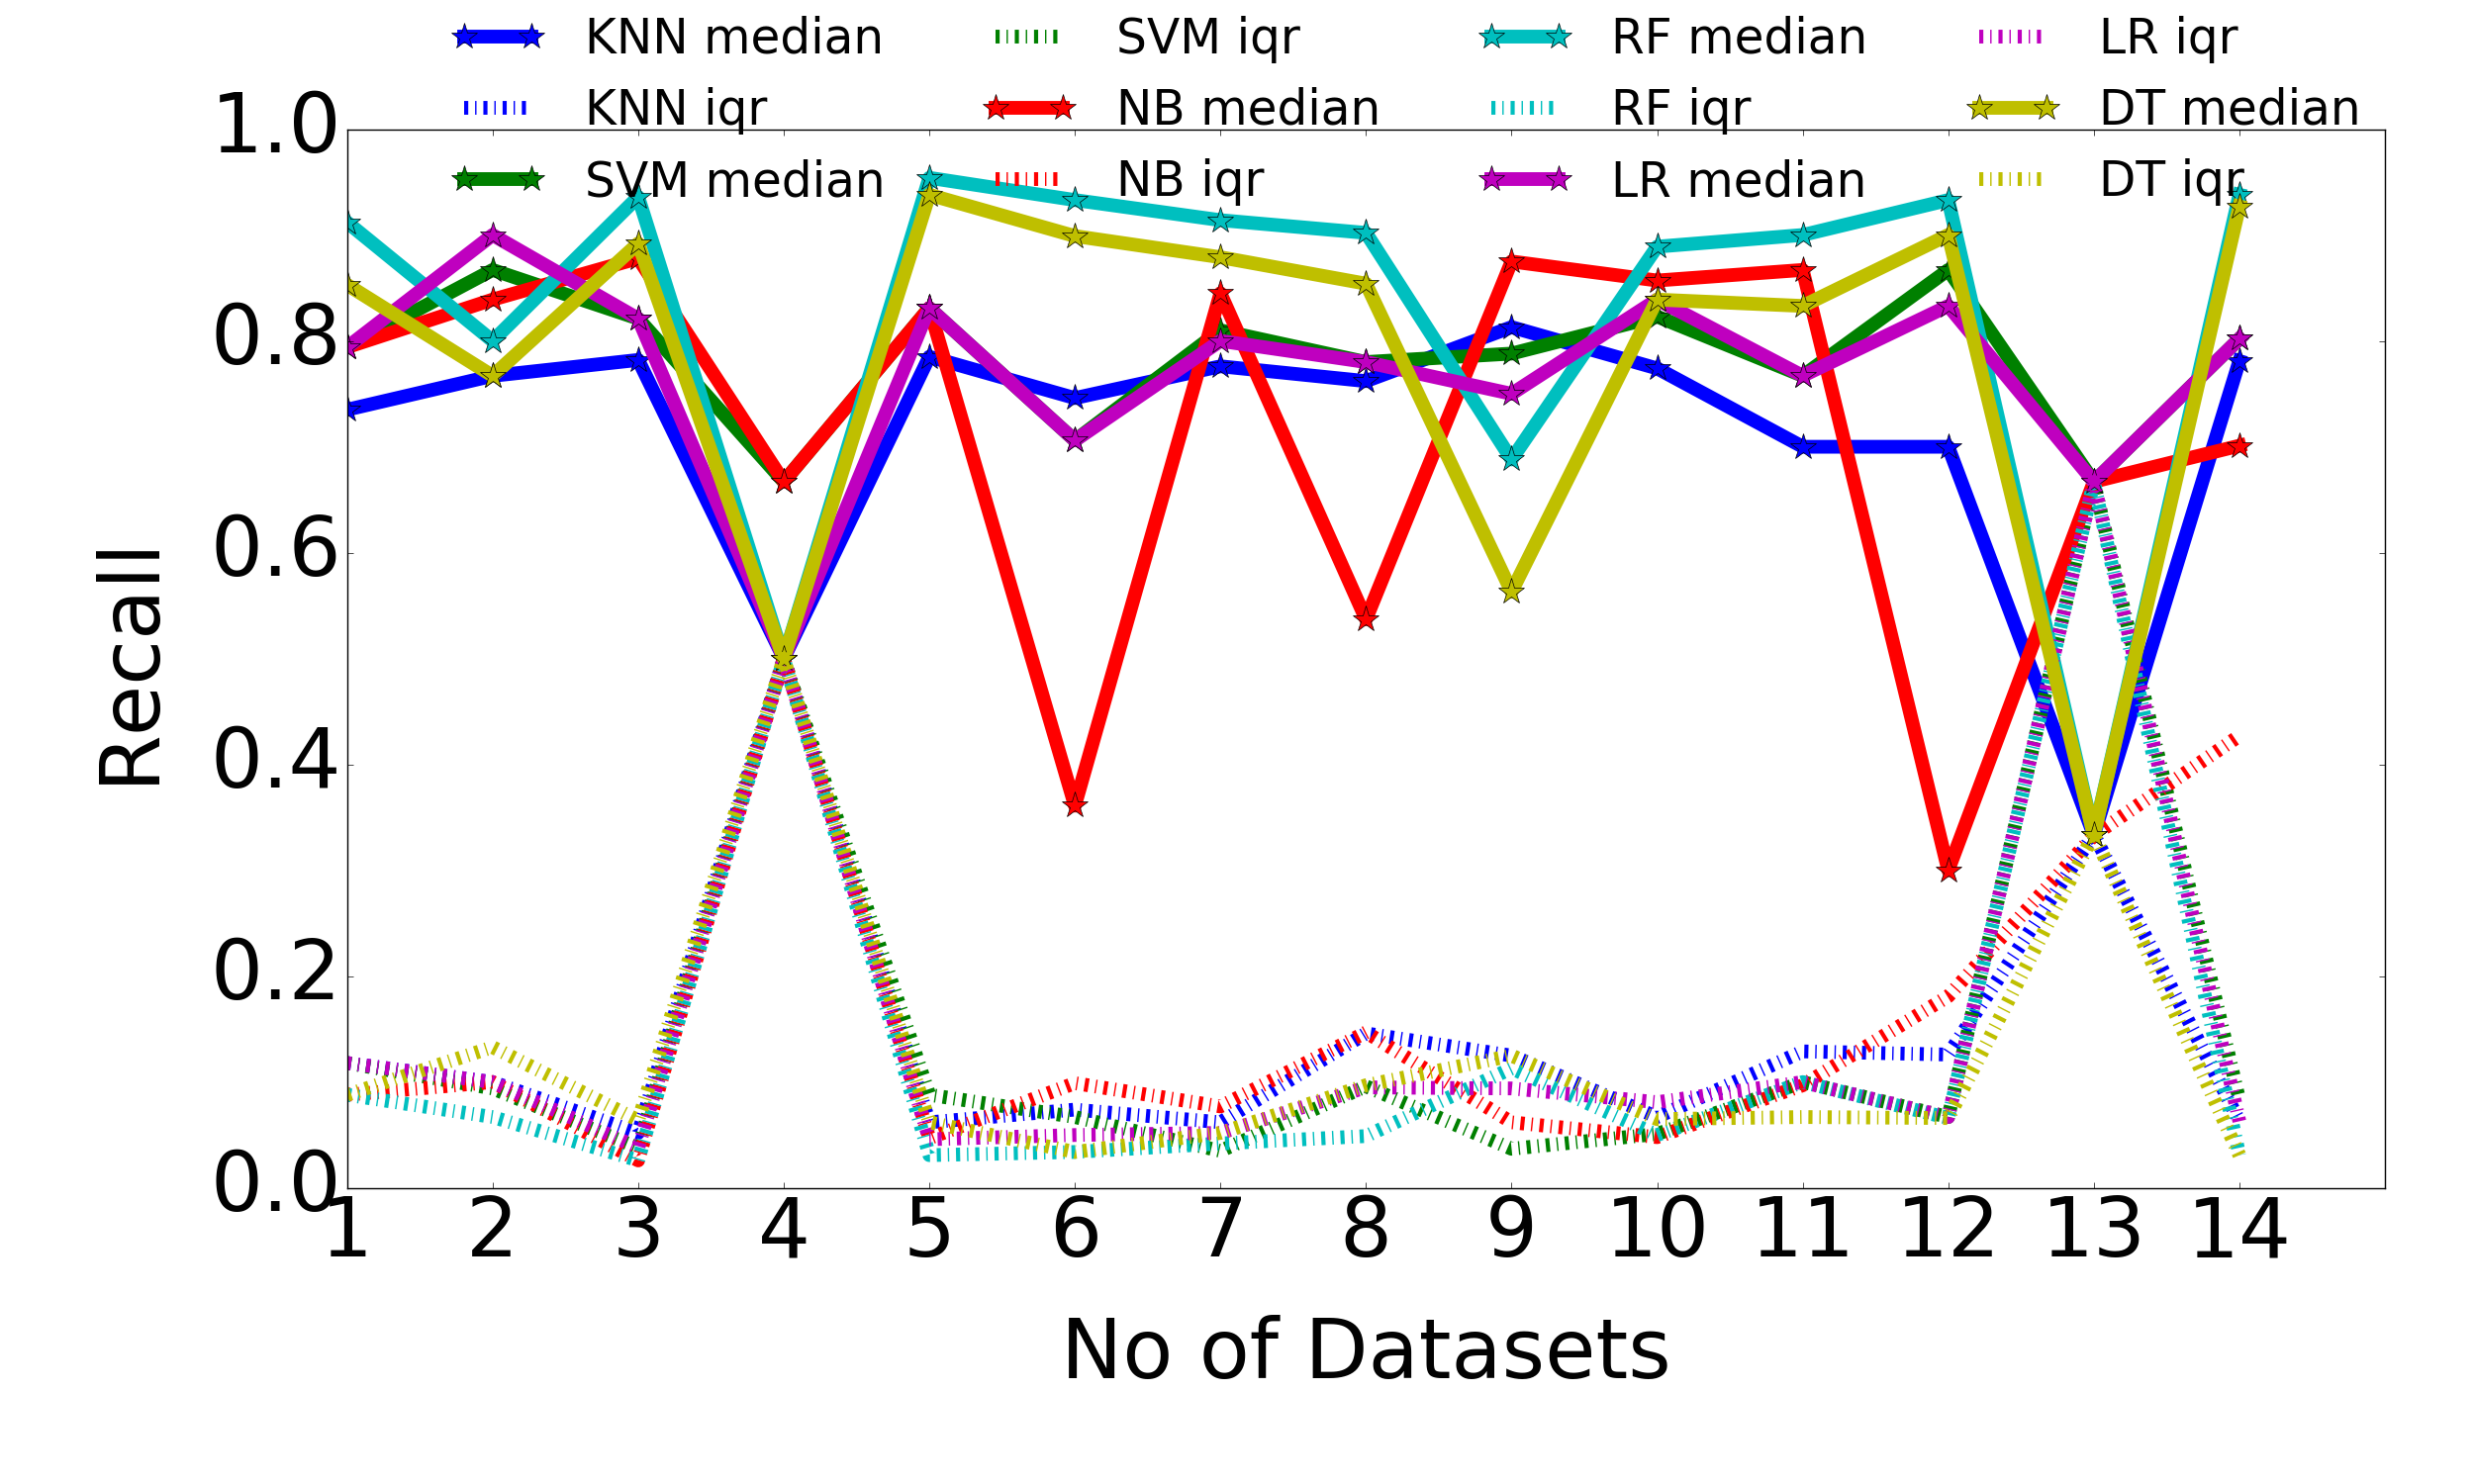 KNN median
SVM iqr
RF median
LR iqr
KNN iqr
NB median
RF iqr
DT median
SVM median
NB iqr
LR median
DT iqr
1.0
0.8
0.6
0.4
0.2
0.0
Recall
1 2 3 4 5 6 7 8 9 10 11 12 13 14
No of Datasets